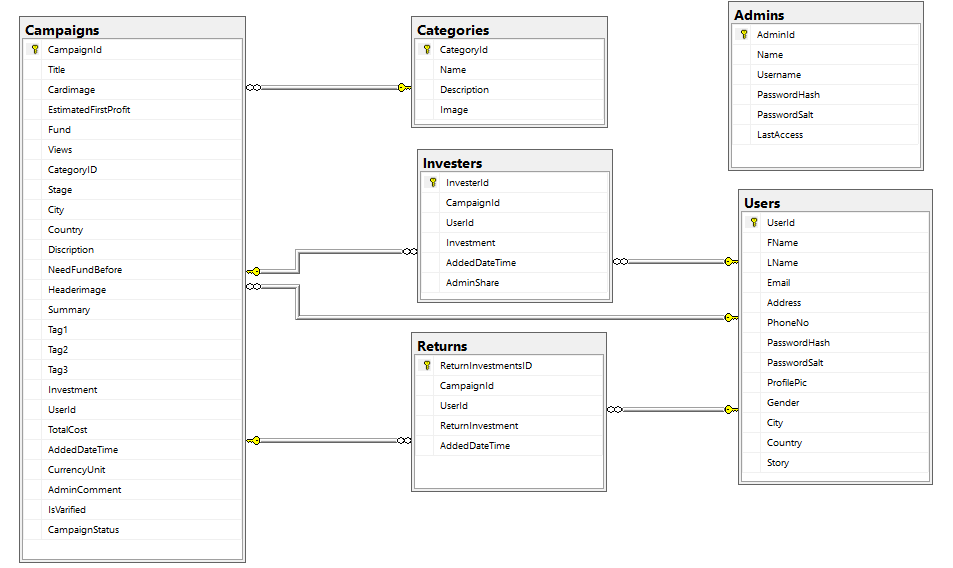 Campaigns
CampaignId
Title
Cardimage
EstimatedFirstProfit
Fund
Views
CategoryID
Stage
City
Country
Discription
NeedFundBefore
Headerimage
Summary
Tag1
Tag2
Tag3
Investment
UserId
TotalCost
AddedDateTime
CurrencyUnit
AdminComment
IsVarified
CampaignStatus
Categories
CategoryId
Name
Description
Image
Investers
InvesterId
CampaignId
UserId
Investment
AddedDateTime
AdminShare
Returns
ReturnInvestmentsID
CampaignId
UserId
ReturnInvestment
AddedDateTime
Admins
AdminId
Name
Username
PasswordHash
PasswordSalt
LastAccess
Users
UserId
FName
LName
Email
Address
PhoneNo
PasswordHash
PasswordSalt
ProfilePic
Gender
City
Country
Story